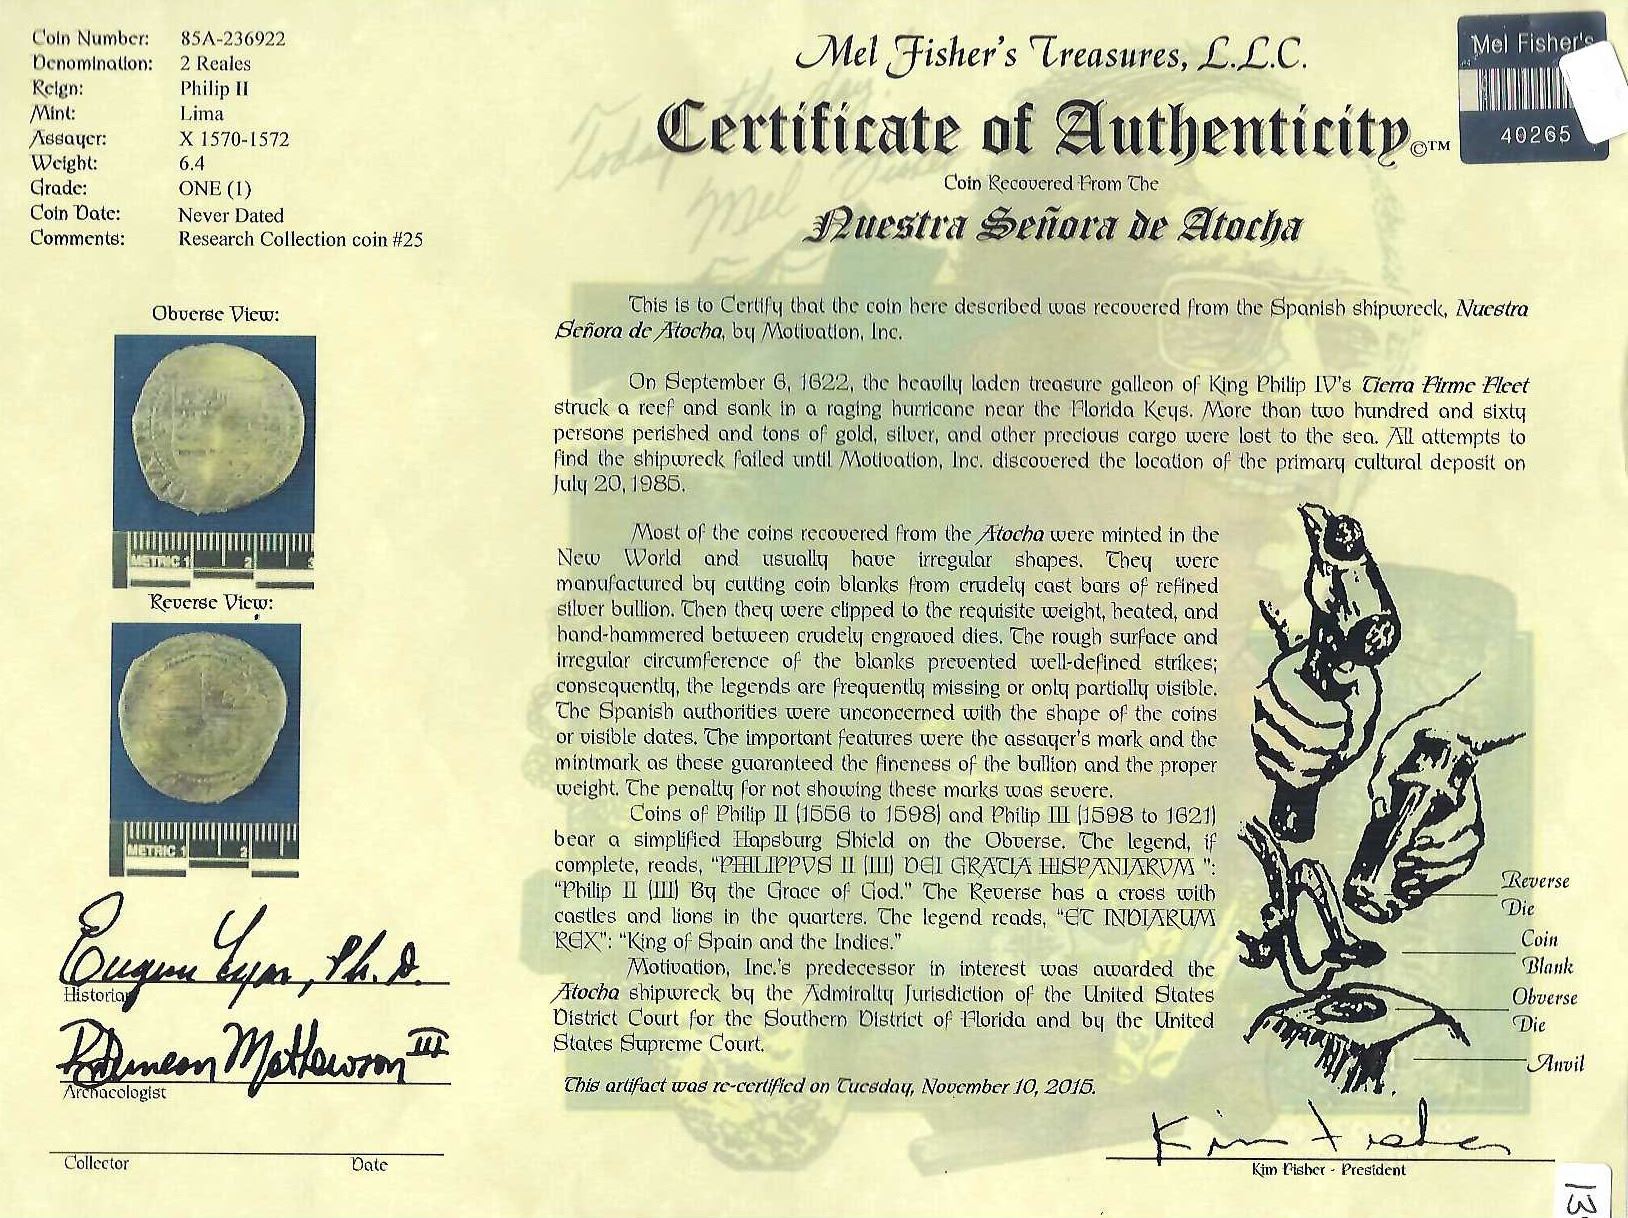 Coin Number: 85A-236922
Denomination: 2 Reales
Reign: Philip II
Mint: Lima
Assayer: X 1570-1572
Weight: 6.4
Grade: ONE (1)
Coin Date: Never Dated
Comments: Research Collection coin #25
Obverse View:
METRIC 1 2 3
Reverse View:
METRIC 1 2
Eugene Lyon, Ph.D.
Historian
R. Duncan Mathewson III
Archaeologist
Collector Date
Mel Fisher's Treasures, L.L.C.
Certificate of Authenticity©™
Coin Recovered From The
Nuestra Señora de Atocha
Mel Fisher's
40265
Today
Mel Fisher
This is to Certify that the coin here described was recovered from the Spanish shipwreck, Nuestra
Señora de Atocha, by Motivation, Inc.
On September 6, 1622, the heavily laden treasure galleon of King Philip IV's Tierra Firme Fleet
struck a reef and sank in a raging hurricane near the Florida Keys. More than two hundred and sixty
persons perished and tons of gold, silver, and other precious cargo were lost to the sea. All attempts to
find the shipwreck failed until Motivation, Inc. discovered the location of the primary cultural deposit on
July 20, 1985.
Most of the coins recovered from the Atocha were minted in the
New World and usually have irregular shapes. They were
manufactured by cutting coin blanks from crudely cast bars of refined
silver bullion. Then they were clipped to the requisite weight, heated, and
hand-hammered between crudely engraved dies. The rough surface and
irregular circumference of the blanks prevented well-defined strikes;
consequently, the legends are frequently missing or only partially visible.
The Spanish authorities were unconcerned with the shape of the coins
or visible dates. The important features were the assayer's mark and the
mintmark as these guaranteed the fineness of the bullion and the proper
weight. The penalty for not showing these marks was severe.
Coins of Philip II (1556 to 1598) and Philip III (1598 to 1621)
bear a simplified Hapsburg Shield on the Obverse. The legend, if
complete, reads, "PHILIPPVS II (III) DEI GRATIA HISPANIARVM ":
"Philip II (III) By the Grace of God." The Reverse has a cross with
castles and lions in the quarters. The legend reads, "ET INDIARUM
REX": "King of Spain and the Indies."
Motivation, Inc.'s predecessor in interest was awarded the
Atocha shipwreck by the Admiralty Jurisdiction of the United States
District Court for the Southern District of Florida and by the United
States Supreme Court.
This artifact was re-certified on Tuesday, November 10, 2015.
Reverse
Die
Coin
Blank
Obverse
Die
Anvil
Kim Fisher
Kim Fisher - President
13